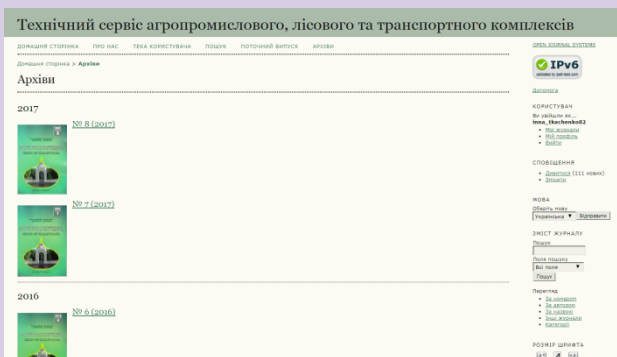 Технічний сервіс агропромислового, лісового та транспортного комплексів
ДОМАШНЯ СТОРІНКА ПРО НАС ТЕКА КОРИСТУВАЧА ПОШУК ПОТОЧНИЙ ВИПУСК АРХІВИ
Домашня сторінка > Архіви
Архіви
2017
№ 8 (2017)
№ 7 (2017)
2016
№ 6 (2016)
OPEN JOURNAL SYSTEMS
IPv6
Допомога
КОРИСТУВАЧ
Ви увійшли як...
inna_tkachenko82
Мої журнали
Мій профіль
Вийти
СПОВІЩЕННЯ
Дивитися (111 нових)
Змінити
МОВА
Оберіть мову
Українська Відправити
ЗМІСТ ЖУРНАЛУ
Пошук
Поля пошуку
Всі поля
Пошук
Перегляд
За номером
За автором
За назвою
Інші журнали
Категорії
РОЗМІР ШРИФТА